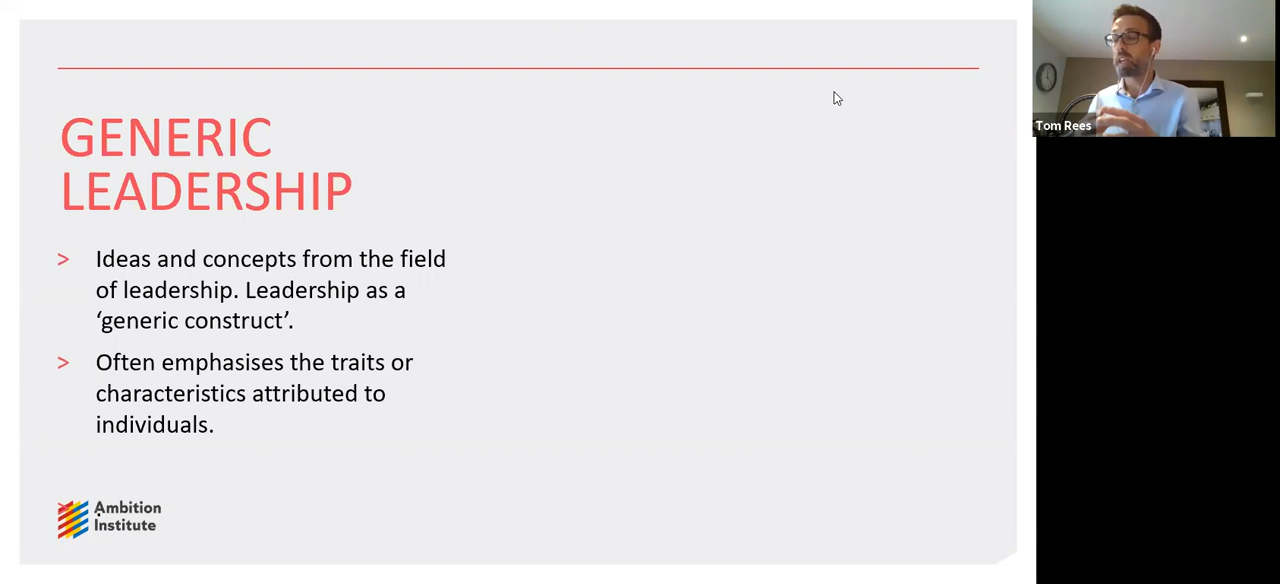 GENERIC
LEADERSHIP
> Ideas and concepts from the field
of leadership. Leadership as a
‘generic construct’.
> Often emphasises the traits or
characteristics attributed to
individuals.
Ambition
Institute
Tom Rees